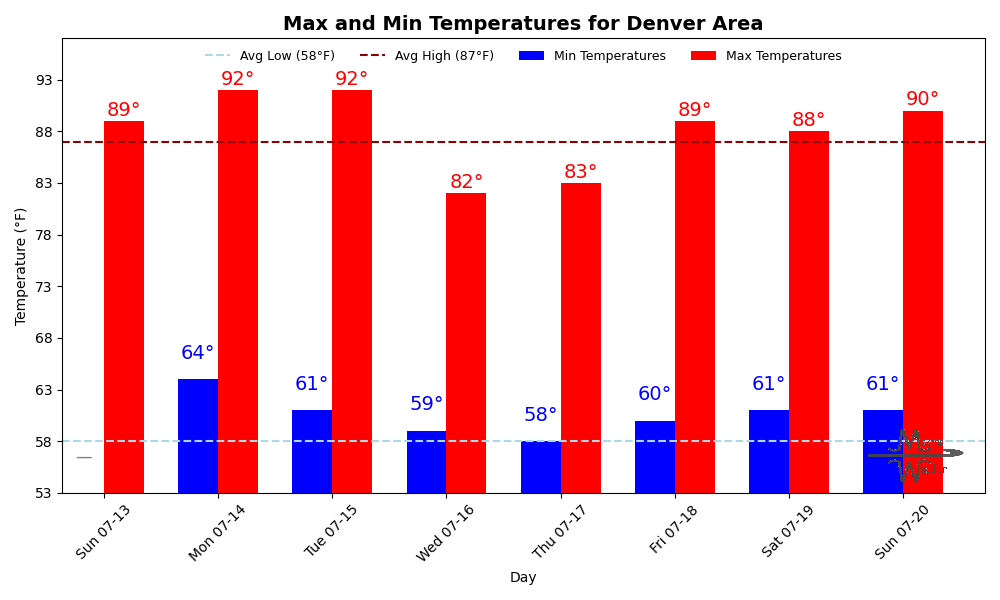 Max and Min Temperatures for Denver Area
Avg Low (58°F) Avg High (87°F) Min Temperatures Max Temperatures
Temperature (°F)
93
88
83
78
73
68
63
58
53
89°
92°
92°
82°
83°
89°
88°
90°
—
64°
61°
59°
58°
60°
61°
61°
Sun 07-13
Mon 07-14
Tue 07-15
Wed 07-16
Thu 07-17
Fri 07-18
Sat 07-19
Sun 07-20
Day